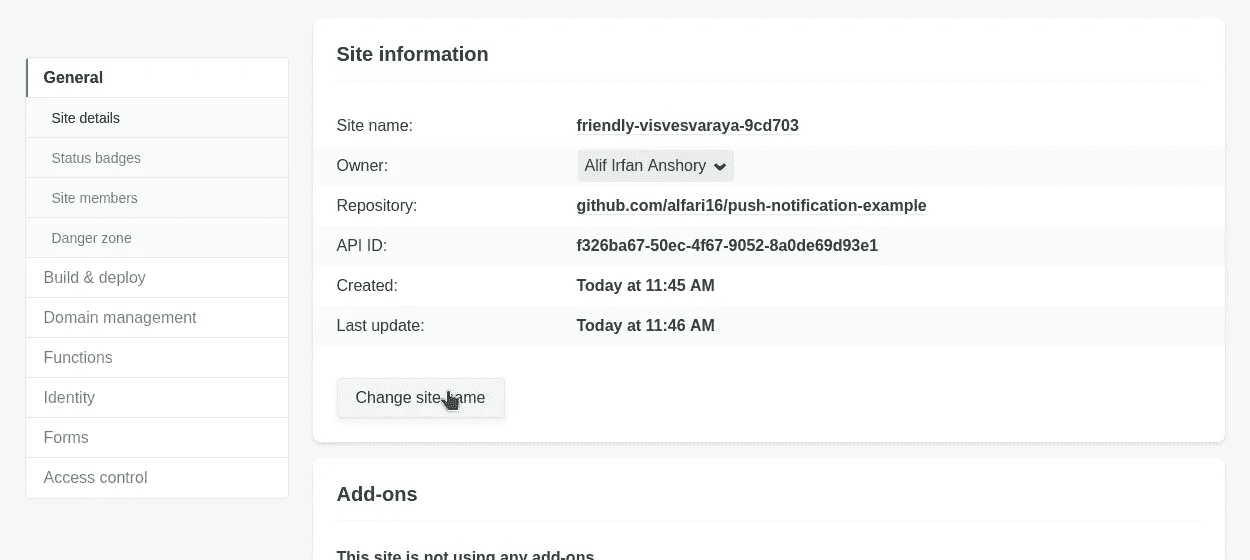 General
Site details
Status badges
Site members
Danger zone
Build & deploy
Domain management
Functions
Identity
Forms
Access control
Site information
Site name: friendly-visvesvaraya-9cd703
Owner: Alif Irfan Anshory
Repository: github.com/alfari16/push-notification-example
API ID: f326ba67-50ec-4f67-9052-8a0de69d93e1
Created: Today at 11:45 AM
Last update: Today at 11:46 AM
Change site name
Add-ons
This site is not using any add-ons